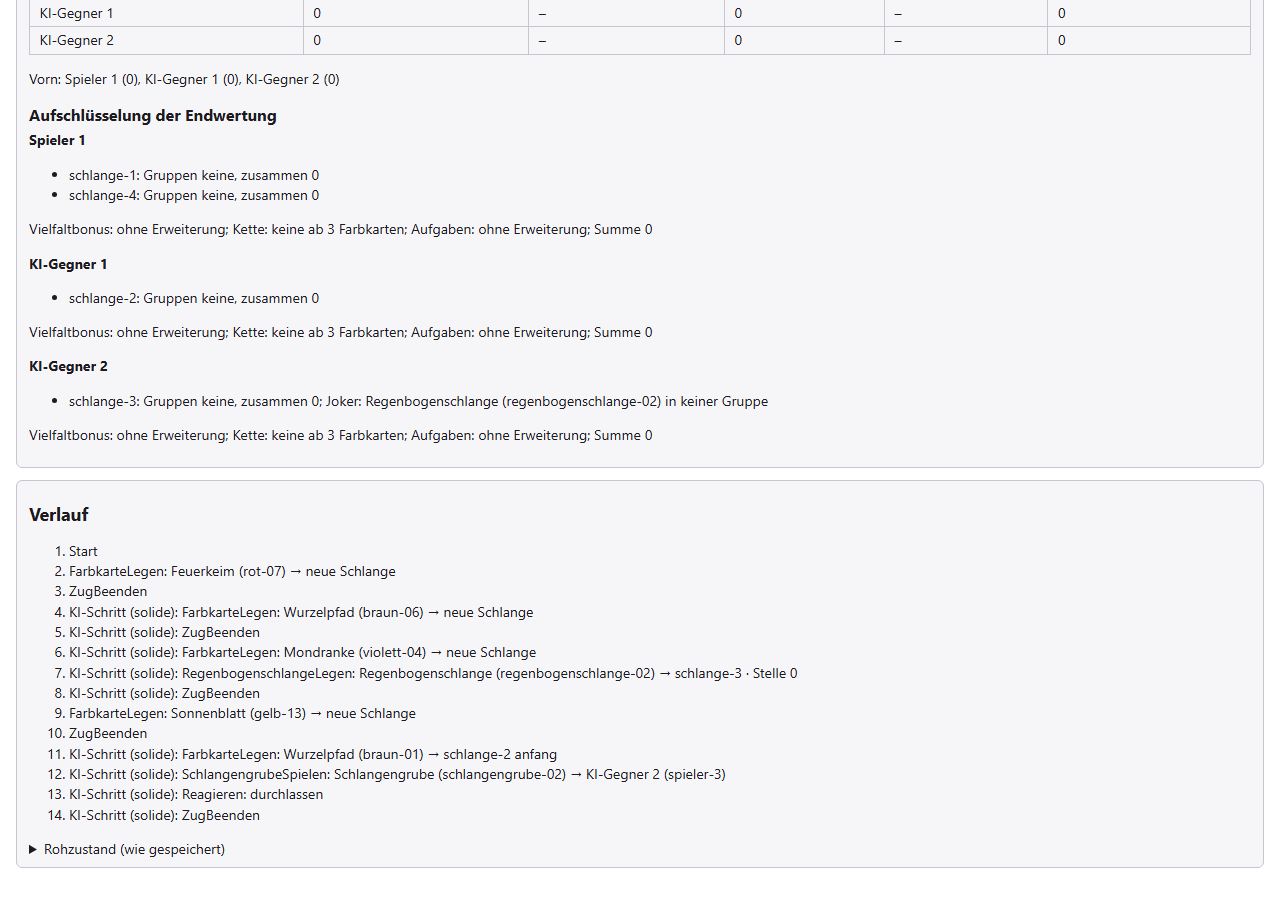 KI-Gegner 1 0 – 0 – 0
KI-Gegner 2 0 – 0 – 0
Vorn: Spieler 1 (0), KI-Gegner 1 (0), KI-Gegner 2 (0)
Aufschlüsselung der Endwertung
Spieler 1
• schlange-1: Gruppen keine, zusammen 0
• schlange-4: Gruppen keine, zusammen 0
Vielfaltbonus: ohne Erweiterung; Kette: keine ab 3 Farbkarten; Aufgaben: ohne Erweiterung; Summe 0
KI-Gegner 1
• schlange-2: Gruppen keine, zusammen 0
Vielfaltbonus: ohne Erweiterung; Kette: keine ab 3 Farbkarten; Aufgaben: ohne Erweiterung; Summe 0
KI-Gegner 2
• schlange-3: Gruppen keine, zusammen 0; Joker: Regenbogenschlange (regenbogenschlange-02) in keiner Gruppe
Vielfaltbonus: ohne Erweiterung; Kette: keine ab 3 Farbkarten; Aufgaben: ohne Erweiterung; Summe 0
Verlauf
1. Start
2. FarbkarteLegen: Feuerkeim (rot-07) → neue Schlange
3. ZugBeenden
4. KI-Schritt (solide): FarbkarteLegen: Wurzelpfad (braun-06) → neue Schlange
5. KI-Schritt (solide): ZugBeenden
6. KI-Schritt (solide): FarbkarteLegen: Mondranke (violett-04) → neue Schlange
7. KI-Schritt (solide): RegenbogenschlangeLegen: Regenbogenschlange (regenbogenschlange-02) → schlange-3 · Stelle 0
8. KI-Schritt (solide): ZugBeenden
9. FarbkarteLegen: Sonnenblatt (gelb-13) → neue Schlange
10. ZugBeenden
11. KI-Schritt (solide): FarbkarteLegen: Wurzelpfad (braun-01) → schlange-2 anfang
12. KI-Schritt (solide): SchlangengrubeSpielen: Schlangengrube (schlangengrube-02) → KI-Gegner 2 (spieler-3)
13. KI-Schritt (solide): Reagieren: durchlassen
14. KI-Schritt (solide): ZugBeenden
▶ Rohzustand (wie gespeichert)